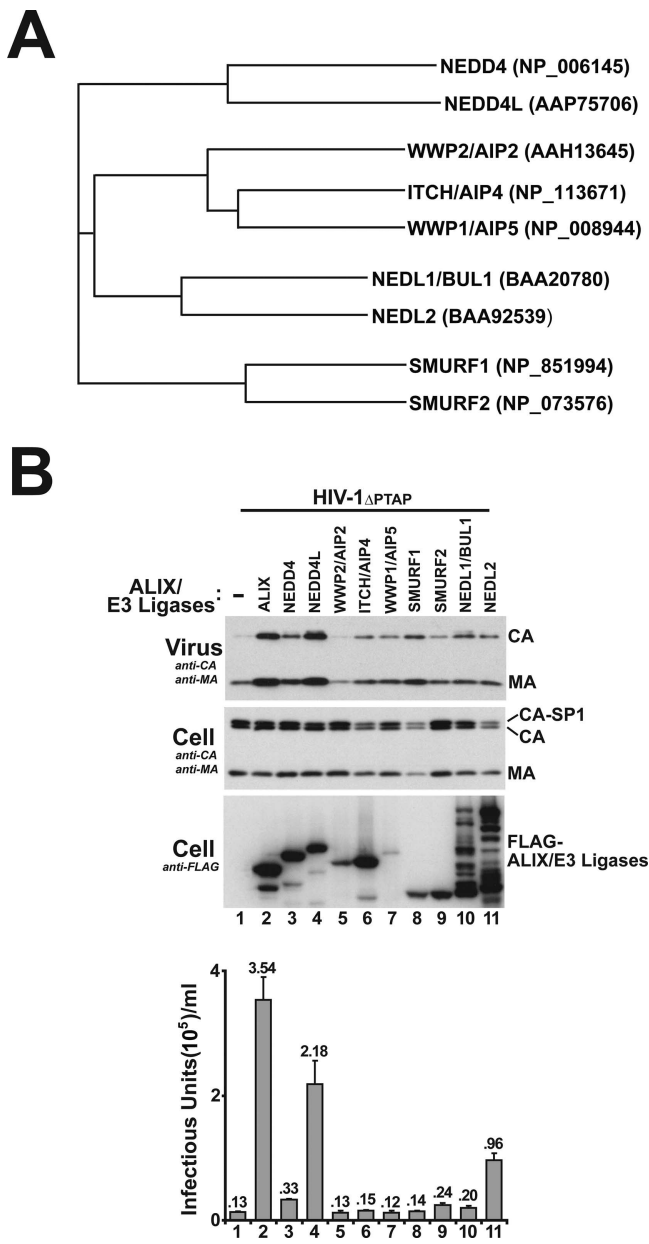 A
NEDD4 (NP_006145)
NEDD4L (AAP75706)
WWP2/AIP2 (AAH13645)
ITCH/AIP4 (NP_113671)
WWP1/AIP5 (NP_008944)
NEDL1/BUL1 (BAA20780)
NEDL2 (BAA92539)
SMURF1 (NP_851994)
SMURF2 (NP_073576)
B
HIV-1ΔPTAP
ALIX/
E3 Ligases:
–
ALIX
NEDD4
NEDD4L
WWP2/AIP2
ITCH/AIP4
WWP1/AIP5
SMURF1
SMURF2
NEDL1/BUL1
NEDL2
Virus
anti-CA
anti-MA
CA
MA
Cell
anti-CA
anti-MA
CA-SP1
CA
MA
Cell
anti-FLAG
FLAG-
ALIX/E3 Ligases
1 2 3 4 5 6 7 8 9 10 11
Infectious Units(10⁵)/ml
4
2
0
.13
3.54
.33
2.18
.13
.15
.12
.14
.24
.20
.96
1 2 3 4 5 6 7 8 9 10 11